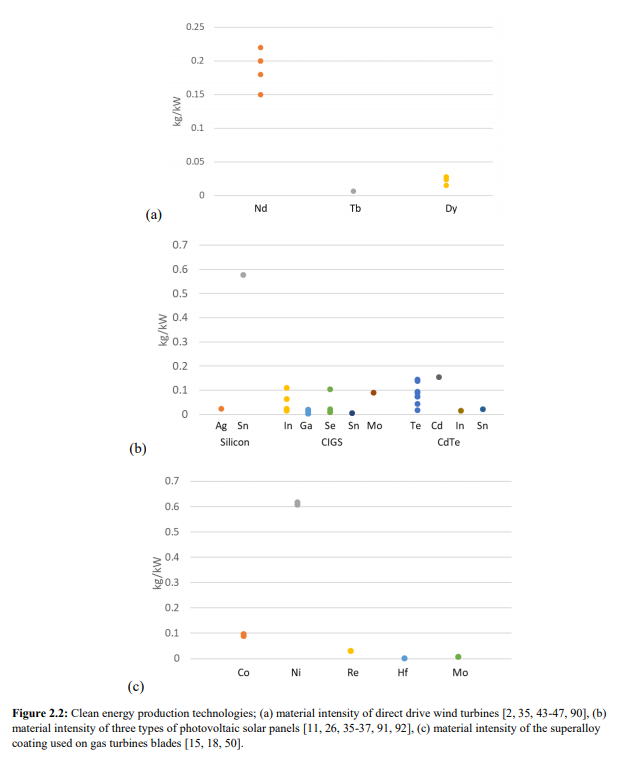 0.25
0.2
0.15
0.1
0.05
0
kg/kW
Nd Tb Dy
(a)
0.7
0.6
0.5
0.4
0.3
0.2
0.1
0
kg/kW
Ag Sn In Ga Se Sn Mo Te Cd In Sn
Silicon CIGS CdTe
(b)
0.7
0.6
0.5
0.4
0.3
0.2
0.1
0
kg/kW
Co Ni Re Hf Mo
(c)
Figure 2.2: Clean energy production technologies; (a) material intensity of direct drive wind turbines [2, 35, 43-47, 90], (b)
material intensity of three types of photovoltaic solar panels [11, 26, 35-37, 91, 92], (c) material intensity of the superalloy
coating used on gas turbines blades [15, 18, 50].